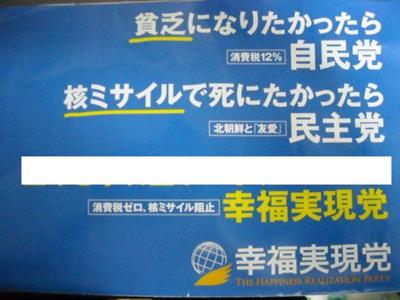 貧乏になりたかったら
消費税12% 自民党
核ミサイルで死にたかったら
北朝鮮と「友愛」 民主党
消費税ゼロ、核ミサイル阻止 幸福実現党
幸福実現党
THE HAPPINESS REALIZATION PARTY